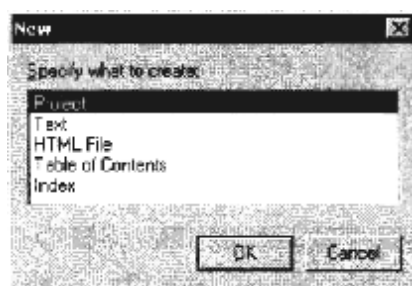 New
Specify what to create:
Project
Text
HTML File
Table of Contents
Index
OK
Cancel